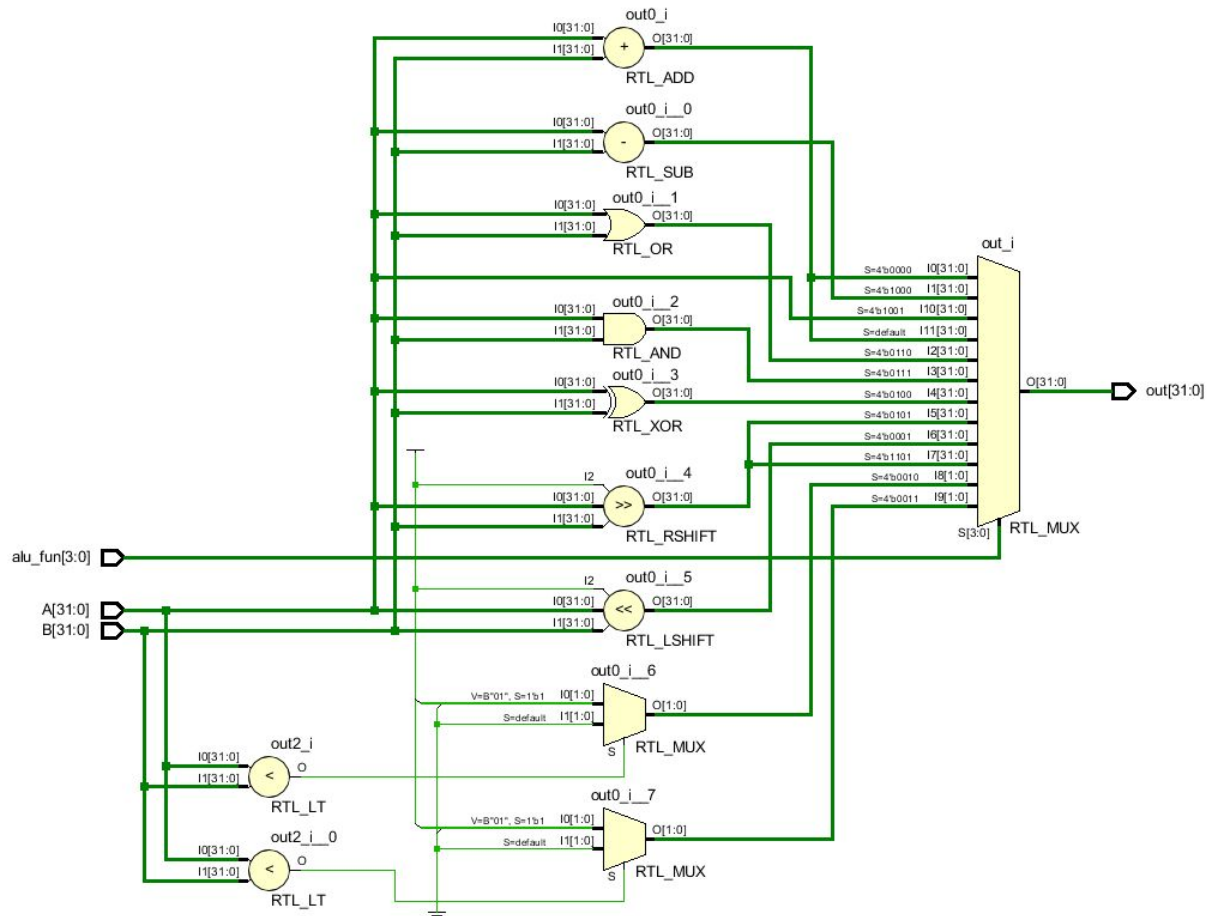 out0_i
I0[31:0]
O[31:0]
I1[31:0]
+
RTL_ADD
out0_i__0
I0[31:0]
O[31:0]
I1[31:0]
-
RTL_SUB
out0_i__1
I0[31:0]
O[31:0]
I1[31:0]
RTL_OR
out0_i__2
I0[31:0]
O[31:0]
I1[31:0]
RTL_AND
out0_i__3
I0[31:0]
O[31:0]
I1[31:0]
RTL_XOR
out0_i__4
I2
I0[31:0]
O[31:0]
I1[31:0]
>>
RTL_RSHIFT
out0_i__5
I2
I0[31:0]
O[31:0]
I1[31:0]
<<
RTL_LSHIFT
out0_i__6
V=B"01", S=1'b1 I0[1:0]
O[1:0]
S=default I1[1:0]
S
RTL_MUX
out0_i__7
V=B"01", S=1'b1 I0[1:0]
O[1:0]
S=default I1[1:0]
S
RTL_MUX
out2_i
I0[31:0]
O
I1[31:0]
<
RTL_LT
out2_i__0
I0[31:0]
O
I1[31:0]
<
RTL_LT
alu_fun[3:0]
A[31:0]
B[31:0]
out_i
S=4'b0000 I0[31:0]
S=4'b1000 I1[31:0]
S=4'b1001 I10[31:0]
S=default I11[31:0]
S=4'b0110 I2[31:0]
S=4'b0111 I3[31:0]
S=4'b0100 I4[31:0]
S=4'b0101 I5[31:0]
S=4'b0001 I6[31:0]
S=4'b1101 I7[31:0]
S=4'b0010 I8[1:0]
S=4'b0011 I9[1:0]
S[3:0]
RTL_MUX
O[31:0]
out[31:0]